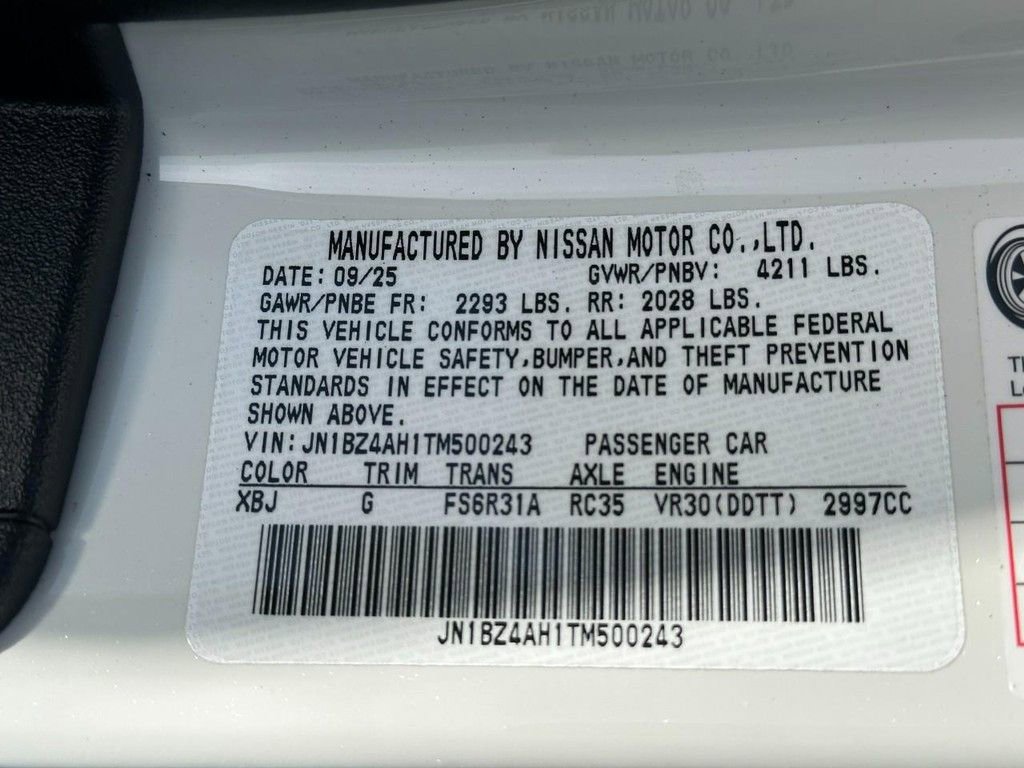 MANUFACTURED BY NISSAN MOTOR CO.,LTD.
DATE: 09/25 GVWR/PNBV: 4211 LBS.
GAWR/PNBE FR: 2293 LBS. RR: 2028 LBS.
THIS VEHICLE CONFORMS TO ALL APPLICABLE FEDERAL
MOTOR VEHICLE SAFETY,BUMPER,AND THEFT PREVENTION
STANDARDS IN EFFECT ON THE DATE OF MANUFACTURE
SHOWN ABOVE.
VIN:JN1BZ4AH1TM500243 PASSENGER CAR
COLOR TRIM TRANS AXLE ENGINE
XBJ G FS6R31A RC35 VR30(DDTT) 2997CC
JN1BZ4AH1TM500243